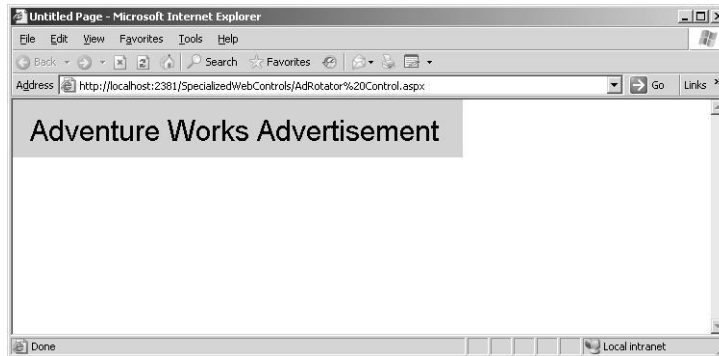 Untitled Page - Microsoft Internet Explorer
File Edit View Favorites Tools Help
Back Search Favorites
Address http://localhost:2381/SpecializedWebControls/AdRotator%20Control.aspx Go Links »
Adventure Works Advertisement
Done Local intranet